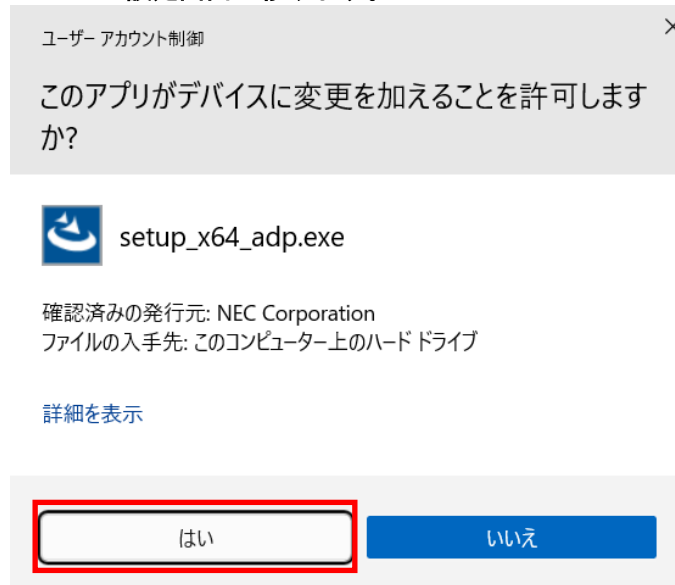 ユーザー アカウント制御
このアプリがデバイスに変更を加えることを許可します
か?
setup_x64_adp.exe
確認済みの発行元: NEC Corporation
ファイルの入手先: このコンピューター上のハード ドライブ
詳細を表示
はい
いいえ